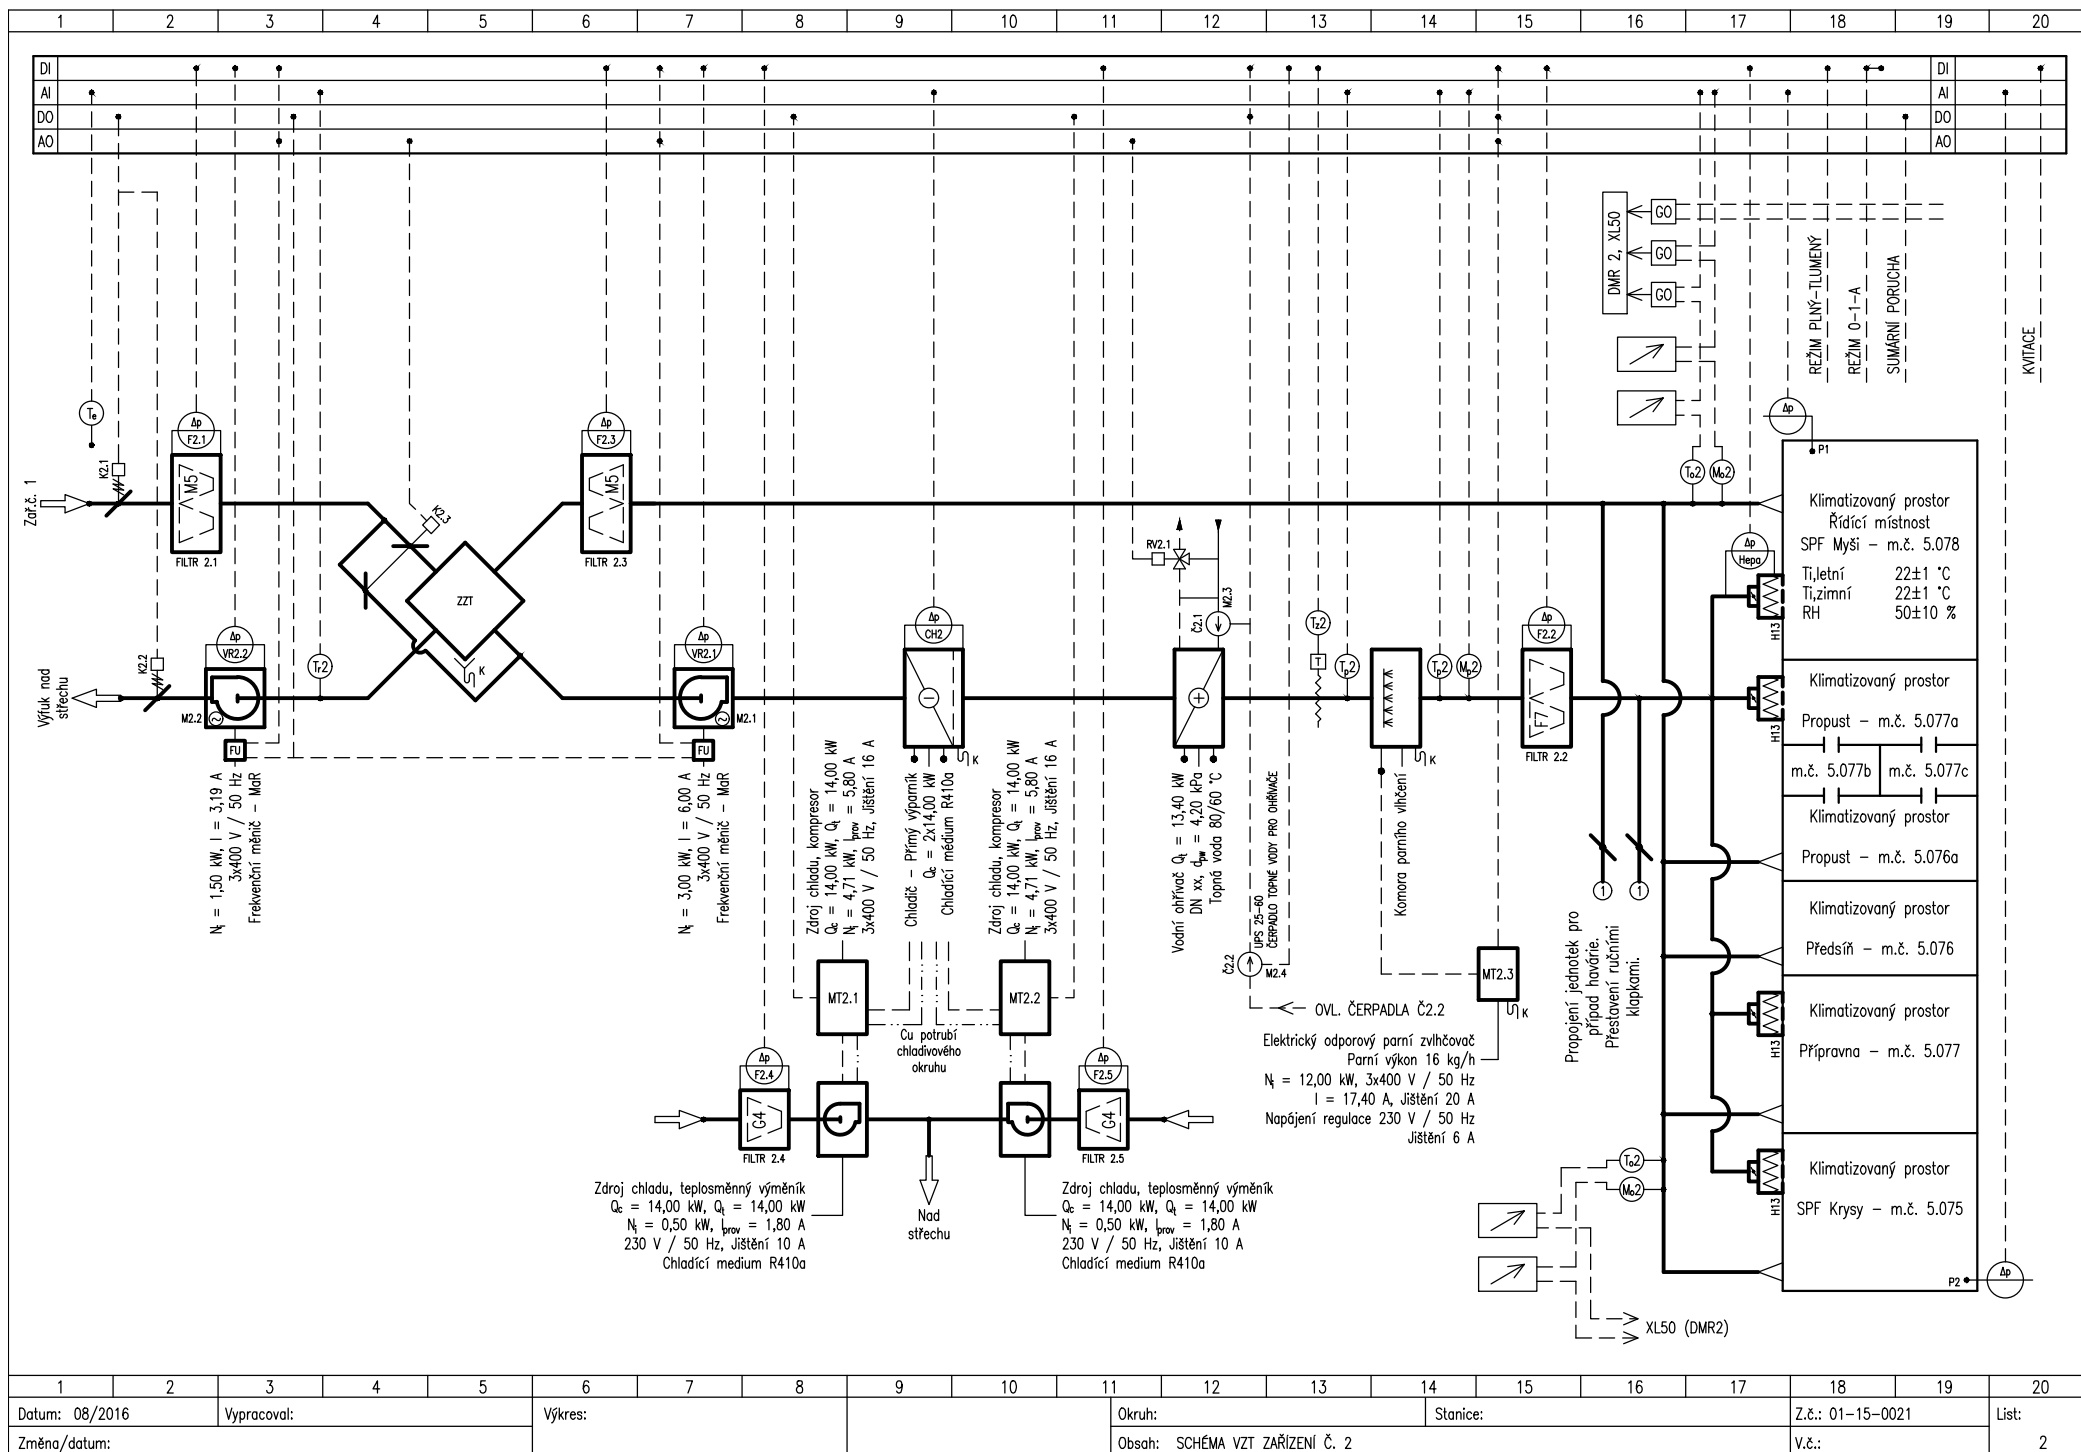 1 2 3 4 5 6 7 8 9 10 11 12 13 14 15 16 17 18 19 20
DI DI
AI AI
DO DO
AO AO
DMR 2, XL50
GO
GO
GO
REŽIM PLNÝ-TLUMENÝ
REŽIM 0-1-A
SUMÁRNÍ PORUCHA
KVITACE
Te
K2.1
Δp
F2.1
M5
FILTR 2.1
Zař.č. 1
K2.3
ZZT
K
Δp
F2.3
M5
FILTR 2.3
Výfuk nad
střechu
K2.2
Δp
VR2.2
M2.2
FU
Tr2
Δp
VR2.1
M2.1
FU
Δp
CH2
K
RV2.1
M2.3
Č2.1
Tz2
T
Tp2
K
Tp2
Mp2
Δp
F2.2
F7
FILTR 2.2
To2
Mo2
Δp
P1
Δp
Hepa
H13
Klimatizovaný prostor
Řídící místnost
SPF Myši – m.č. 5.078
Ti,letní 22±1 °C
Ti,zimní 22±1 °C
RH 50±10 %
H13
Klimatizovaný prostor
Propust – m.č. 5.077a
m.č. 5.077b
m.č. 5.077c
Klimatizovaný prostor
Propust – m.č. 5.076a
Klimatizovaný prostor
Předsíň – m.č. 5.076
H13
Klimatizovaný prostor
Přípravna – m.č. 5.077
H13
Klimatizovaný prostor
SPF Krysy – m.č. 5.075
P2
Δp
Ni = 1,50 kW, I = 3,19 A
3x400 V / 50 Hz
Frekvenční měnič – MaR
Ni = 3,00 kW, I = 6,00 A
3x400 V / 50 Hz
Frekvenční měnič – MaR
Zdroj chladu, kompresor
Qc = 14,00 kW, Qt = 14,00 kW
Ni = 4,71 kW, Iprov = 5,80 A
3x400 V / 50 Hz, Jištění 16 A
Chladič – Přímý výparník
Qc = 2x14,00 kW
Chladící médium R410a
Zdroj chladu, kompresor
Qc = 14,00 kW, Qt = 14,00 kW
Ni = 4,71 kW, Iprov = 5,80 A
3x400 V / 50 Hz, Jištění 16 A
Vodní ohřívač Qt = 13,40 kW
DN xx, dpw = 4,20 kPa
Topná voda 80/60 °C
UPS 25-60
ČERPADLO TOPNÉ VODY PRO OHŘÍVAČE
Č2.2
M2.4
OVL. ČERPADLA Č2.2
Komora parního vlhčení
MT2.1
MT2.2
MT2.3
K
Cu potrubí
chladivového
okruhu
Elektrický odporový parní zvlhčovač
Parní výkon 16 kg/h
Ni = 12,00 kW, 3x400 V / 50 Hz
I = 17,40 A, Jištění 20 A
Napájení regulace 230 V / 50 Hz
Jištění 6 A
1
1
Propojení jednotek pro
případ havárie.
Přestavení ručními
klapkami.
Δp
F2.4
G4
FILTR 2.4
Δp
F2.5
G4
FILTR 2.5
Zdroj chladu, teplosměnný výměník
Qc = 14,00 kW, Qt = 14,00 kW
Ni = 0,50 kW, Iprov = 1,80 A
230 V / 50 Hz, Jištění 10 A
Chladící medium R410a
Nad
střechu
Zdroj chladu, teplosměnný výměník
Qc = 14,00 kW, Qt = 14,00 kW
Ni = 0,50 kW, Iprov = 1,80 A
230 V / 50 Hz, Jištění 10 A
Chladící medium R410a
To2
Mo2
XL50 (DMR2)
1 2 3 4 5 6 7 8 9 10 11 12 13 14 15 16 17 18 19 20
Datum: 08/2016
Vypracoval:
Výkres:
Okruh:
Stanice:
Z.č.: 01-15-0021
List:
Změna/datum:
Obsah: SCHÉMA VZT ZAŘÍZENÍ Č. 2
V.č.:
2